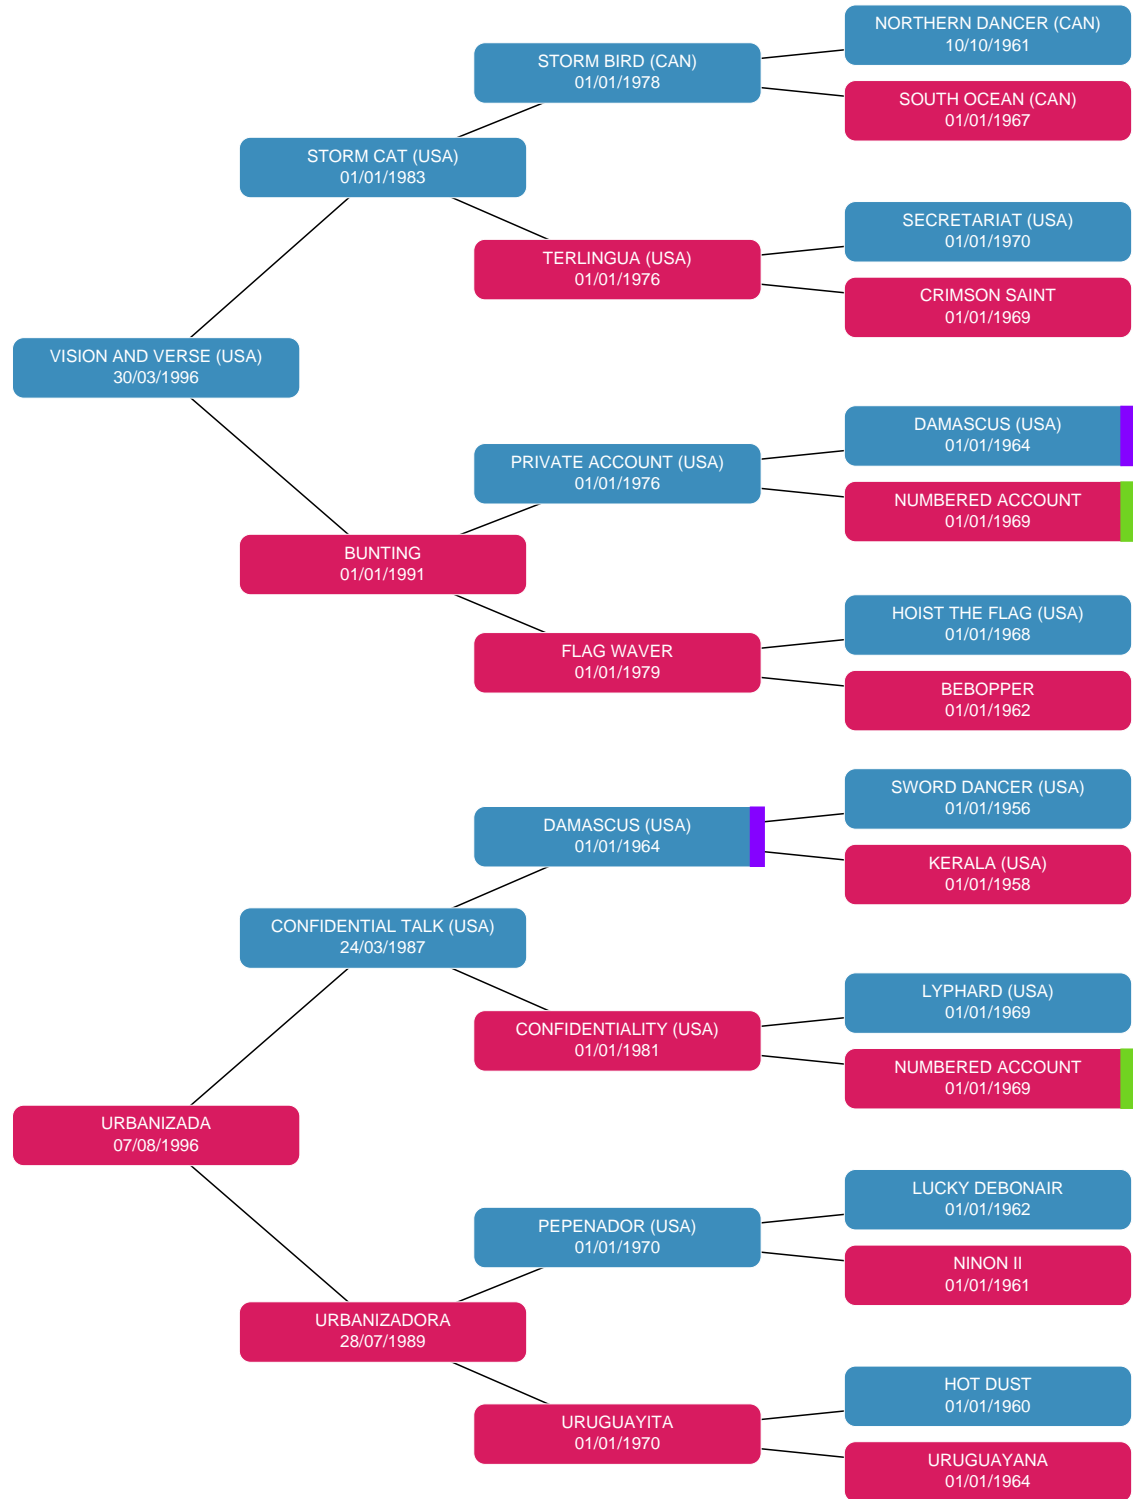 NORTHERN DANCER (CAN)
10/10/1961
STORM BIRD (CAN)
01/01/1978
SOUTH OCEAN (CAN)
01/01/1967
STORM CAT (USA)
01/01/1983
SECRETARIAT (USA)
01/01/1970
TERLINGUA (USA)
01/01/1976
CRIMSON SAINT
01/01/1969
VISION AND VERSE (USA)
30/03/1996
DAMASCUS (USA)
01/01/1964
PRIVATE ACCOUNT (USA)
01/01/1976
NUMBERED ACCOUNT
01/01/1969
BUNTING
01/01/1991
HOIST THE FLAG (USA)
01/01/1968
FLAG WAVER
01/01/1979
BEBOPPER
01/01/1962
SWORD DANCER (USA)
01/01/1956
DAMASCUS (USA)
01/01/1964
KERALA (USA)
01/01/1958
CONFIDENTIAL TALK (USA)
24/03/1987
LYPHARD (USA)
01/01/1969
CONFIDENTIALITY (USA)
01/01/1981
NUMBERED ACCOUNT
01/01/1969
URBANIZADA
07/08/1996
LUCKY DEBONAIR
01/01/1962
PEPENADOR (USA)
01/01/1970
NINON II
01/01/1961
URBANIZADORA
28/07/1989
HOT DUST
01/01/1960
URUGUAYITA
01/01/1970
URUGUAYANA
01/01/1964